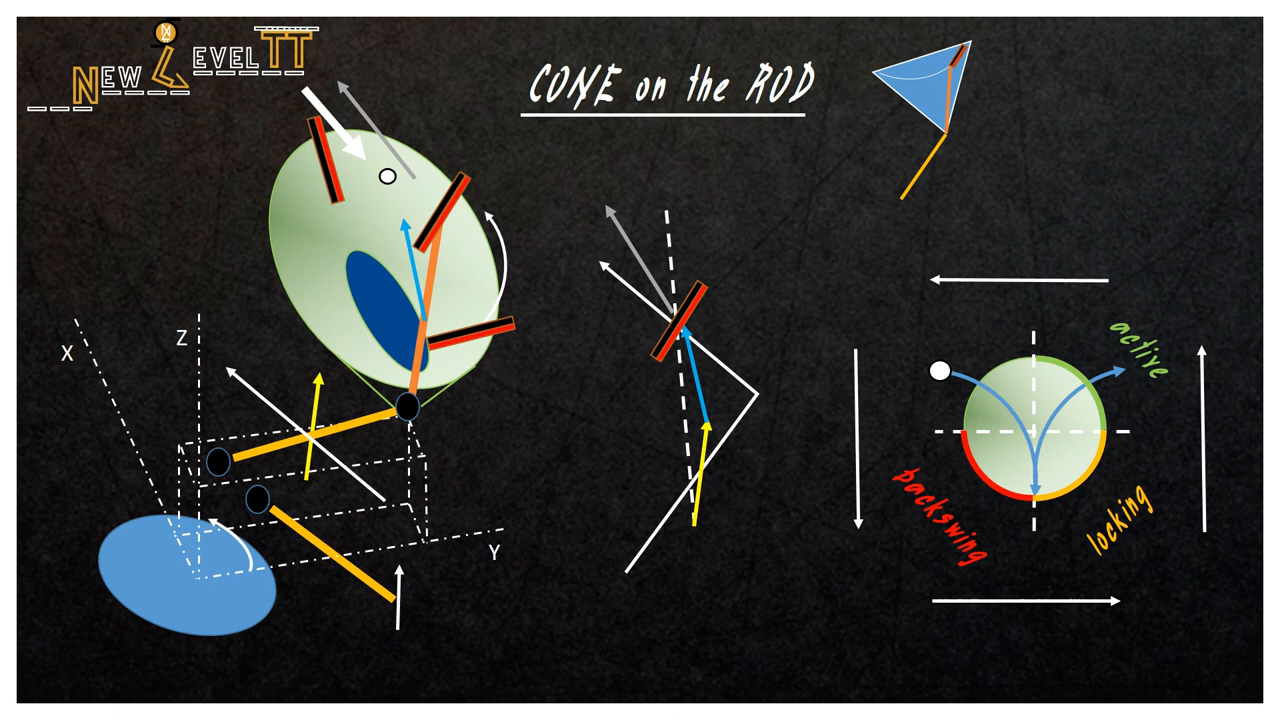 NEW LEVEL TT
CONE on the ROD
X
Z
Y
active
backswing
locking